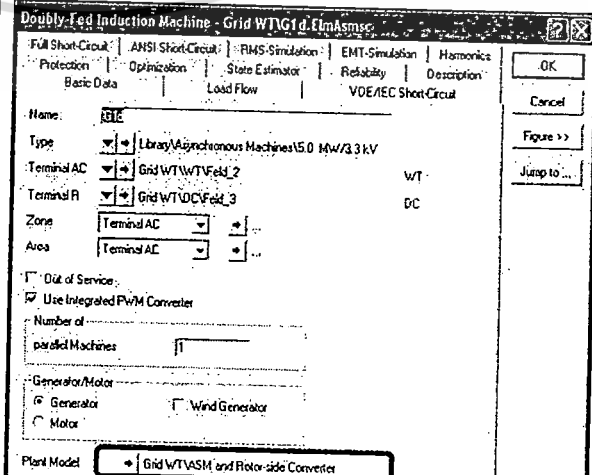 Doubly-Fed Induction Machine - Grid WT\G1d.ElmAsmsc
Full Short-Circuit ANSI Short-Circuit RMS-Simulation EMT-Simulation Harmonics
Protection Optimization State Estimator Reliability Description
Basic Data Load Flow VDE/IEC Short-Circuit
OK
Cancel
Figure >>
Jump to ...
Name: G1d
Type Library\Asynchronous Machines\5.0 MW/3.3 kV
Terminal AC Grid WT\WT\Feld_2 WT
Terminal R Grid WT\DC\Feld_3 DC
Zone Terminal AC ...
Area Terminal AC ...
Out of Service
Use Integrated PWM Converter
Number of
parallel Machines 1
Generator/Motor
Generator Wind Generator
Motor
Plant Model Grid WT\ASM and Rotor-side Converter